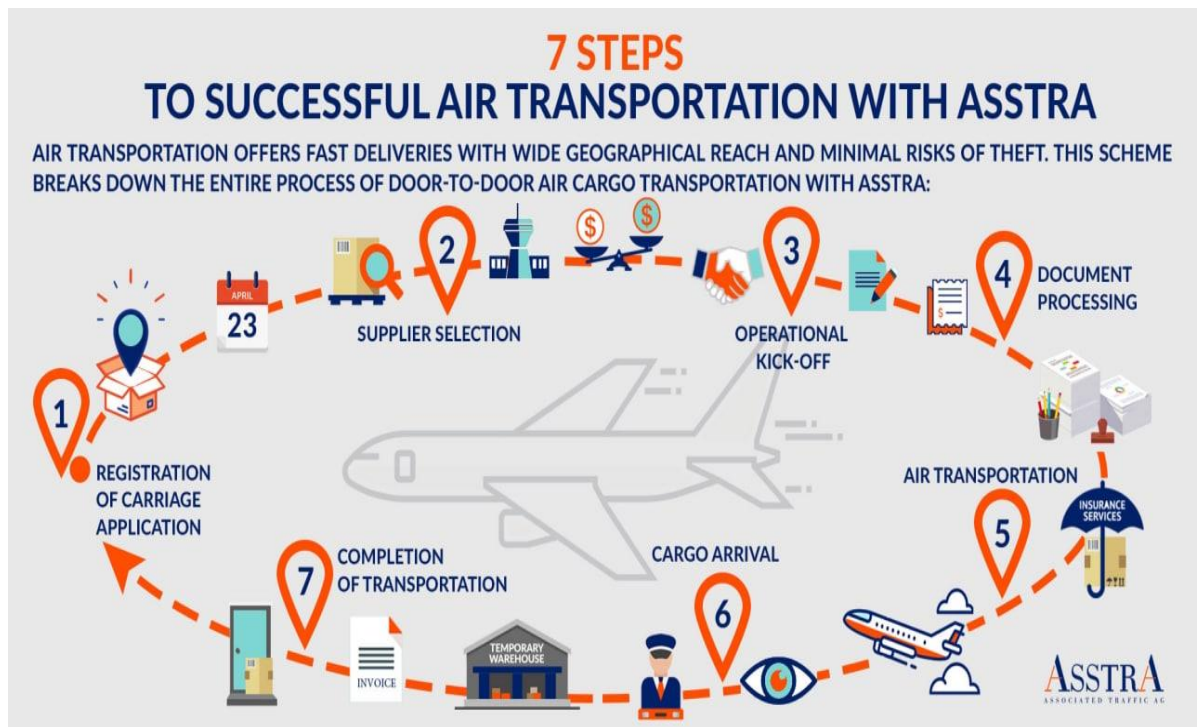 7 STEPS
TO SUCCESSFUL AIR TRANSPORTATION WITH ASSTRA
AIR TRANSPORTATION OFFERS FAST DELIVERIES WITH WIDE GEOGRAPHICAL REACH AND MINIMAL RISKS OF THEFT. THIS SCHEME
BREAKS DOWN THE ENTIRE PROCESS OF DOOR-TO-DOOR AIR CARGO TRANSPORTATION WITH ASSTRA:
1
REGISTRATION
OF CARRIAGE
APPLICATION
APRIL
23
2
SUPPLIER SELECTION
$
$
3
OPERATIONAL
KICK-OFF
$
4
DOCUMENT
PROCESSING
INSURANCE
SERVICES
AIR TRANSPORTATION
5
CARGO ARRIVAL
6
TEMPORARY
WAREHOUSE
INVOICE
7
COMPLETION
OF TRANSPORTATION
ASSTRA
ASSOCIATED TRAFFIC AG